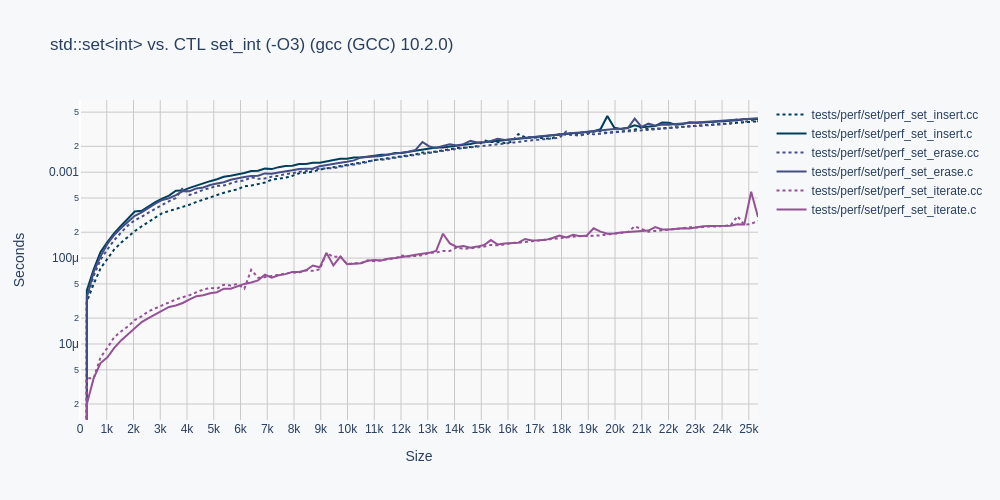 std::set<int> vs. CTL set_int (-O3) (gcc (GCC) 10.2.0)
5
2
0.001
5
2
100μ
5
2
10μ
5
2
Seconds
0 1k 2k 3k 4k 5k 6k 7k 8k 9k 10k 11k 12k 13k 14k 15k 16k 17k 18k 19k 20k 21k 22k 23k 24k 25k
Size
tests/perf/set/perf_set_insert.cc
tests/perf/set/perf_set_insert.c
tests/perf/set/perf_set_erase.cc
tests/perf/set/perf_set_erase.c
tests/perf/set/perf_set_iterate.cc
tests/perf/set/perf_set_iterate.c